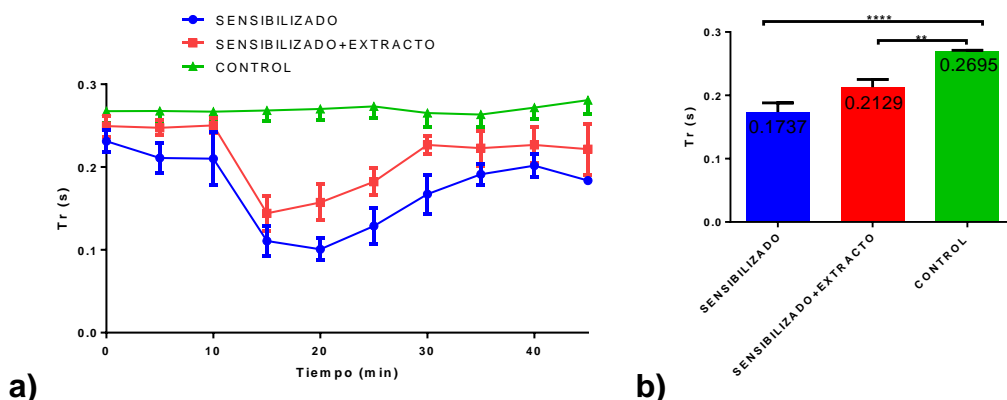 SENSIBILIZADO
SENSIBILIZADO+EXTRACTO
CONTROL
0.3
0.2
0.1
0.0
Tr (s)
0
10
20
30
40
Tiempo (min)
a)
****
**
0.3
0.2
0.1
0.0
Tr (s)
0.1737
0.2129
0.2695
SENSIBILIZADO
SENSIBILIZADO+EXTRACTO
CONTROL
b)